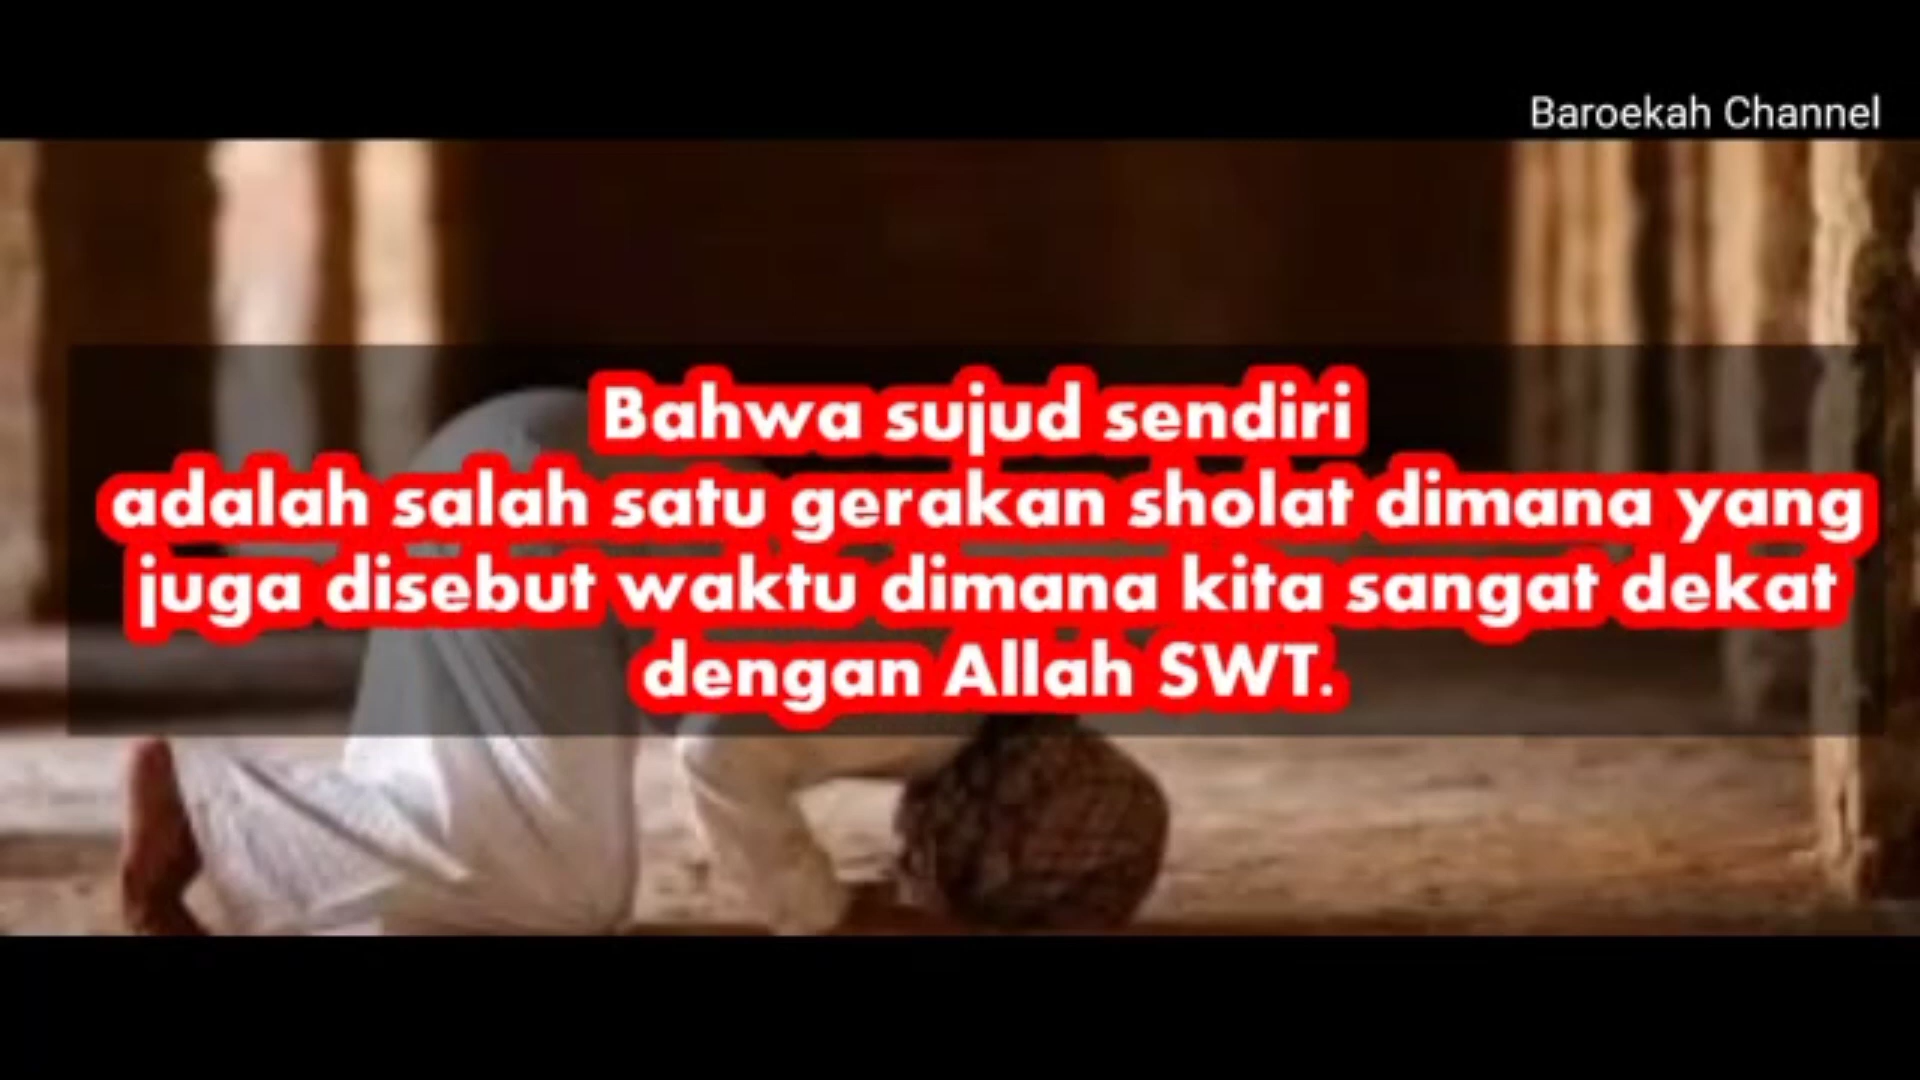 Baroekah Channel
Bahwa sujud sendiri
adalah salah satu gerakan sholat dimana yang
juga disebut waktu dimana kita sangat dekat
dengan Allah SWT.